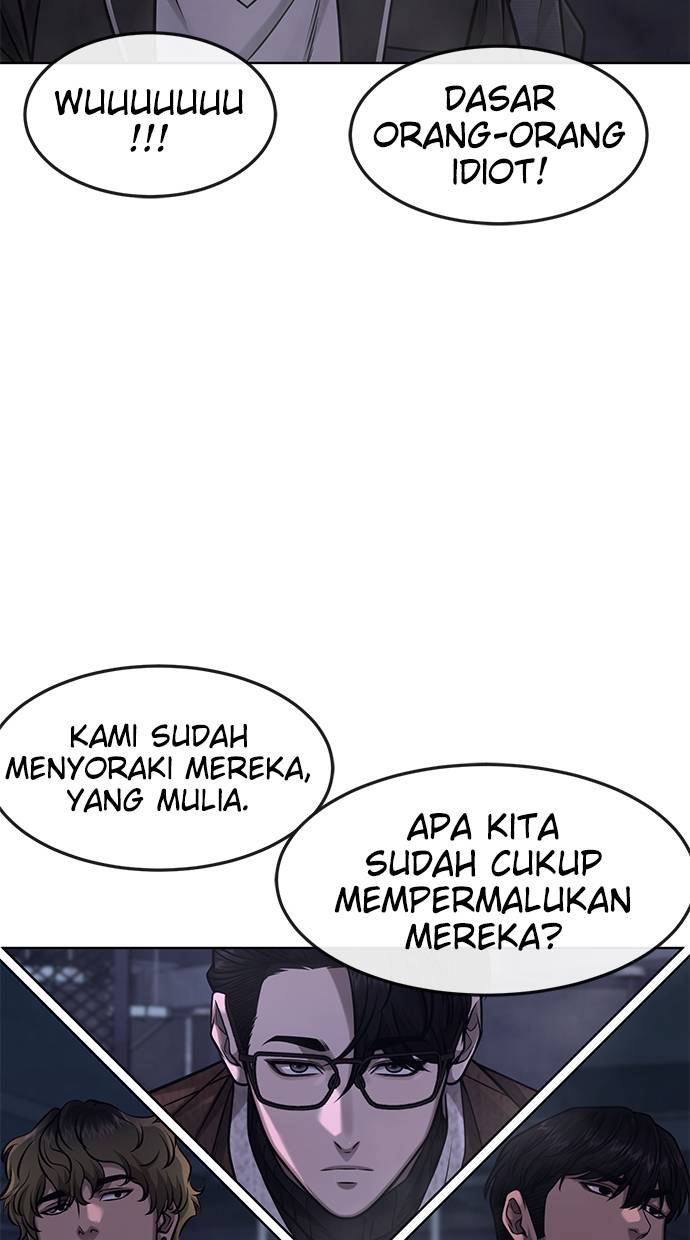 WUUUUUUU
!!!
DASAR
ORANG-ORANG
IDIOT!
KAMI SUDAH
MENYORAKI MEREKA,
YANG MULIA.
APA KITA
SUDAH CUKUP
MEMPERMALUKAN
MEREKA?